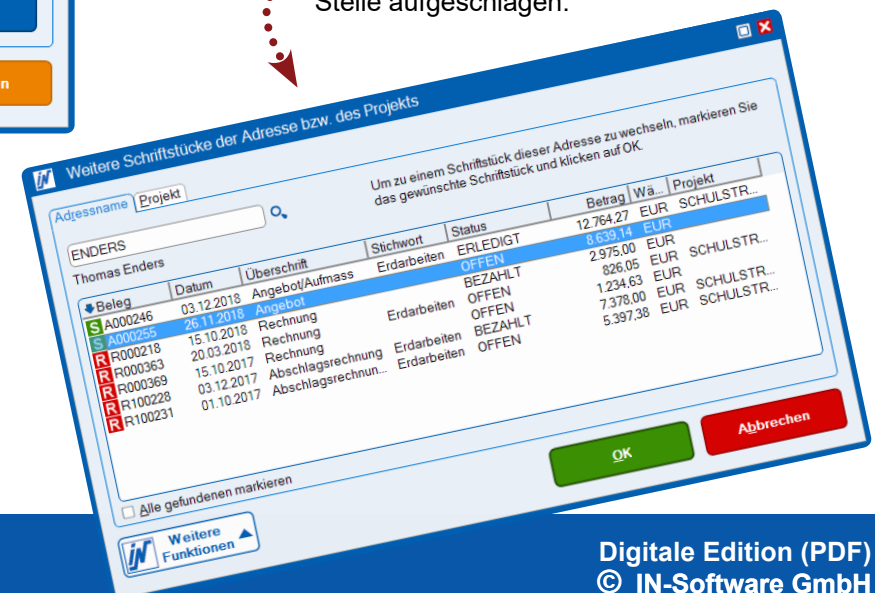 Stelle aufgeschlagen.
n
Weitere Schriftstücke der Adresse bzw. des Projekts
Adressname Projekt
Um zu einem Schriftstück dieser Adresse zu wechseln, markieren Sie
das gewünschte Schriftstück und klicken auf OK.
ENDERS
Thomas Enders
Beleg Datum Überschrift Stichwort Status Betrag Wä... Projekt
S A000246 03.12.2018 Angebot/Aufmass Erdarbeiten ERLEDIGT 12.764,27 EUR SCHULSTR...
S A000255 26.11.2018 Angebot OFFEN 8.639,14 EUR
R R000218 15.10.2018 Rechnung BEZAHLT 2.975,00 EUR
R R000363 20.03.2018 Rechnung Erdarbeiten OFFEN 826,05 EUR SCHULSTR...
R R000369 15.10.2017 Rechnung OFFEN 1.234,63 EUR
R R100228 03.12.2017 Abschlagsrechnung Erdarbeiten BEZAHLT 7.378,00 EUR SCHULSTR...
R R100231 01.10.2017 Abschlagsrechnun... Erdarbeiten OFFEN 5.397,38 EUR SCHULSTR...
Alle gefundenen markieren
OK
Abbrechen
iN Weitere
Funktionen
Digitale Edition (PDF)
© IN-Software GmbH